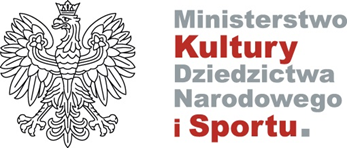 Ministerstwo
Kultury
Dziedzictwa
Narodowego
i Sportu.